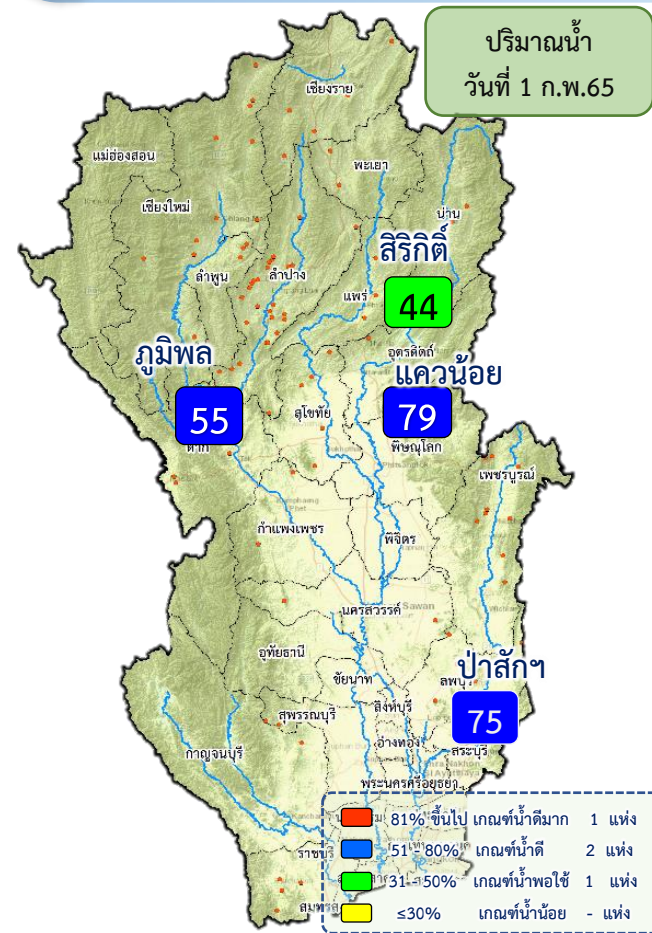 ปริมาณน้ำ
วันที่ 1 ก.พ.65
เชียงราย
แม่ฮ่องสอน
พะเยา
เชียงใหม่
น่าน
สิริกิติ์
ลำพูน
ลำปาง
แพร่
44
อุตรดิตถ์
ภูมิพล
แควน้อย
55
79
สุโขทัย
ตาก
พิษณุโลก
เพชรบูรณ์
กำแพงเพชร
พิจิตร
นครสวรรค์
Sawan
อุทัยธานี
ป่าสักฯ
ชัยนาท
ลพบุรี
สิงห์บุรี
สุพรรณบุรี
75
อ่างทอง
สระบุรี
กาญจนบุรี
พระนครศรีอยุธยา
81% ขึ้นไป เกณฑ์น้ำดีมาก 1 แห่ง
51 - 80% เกณฑ์น้ำดี 2 แห่ง
ราชบุรี
31 - 50% เกณฑ์น้ำพอใช้ 1 แห่ง
≤30% เกณฑ์น้ำน้อย - แห่ง